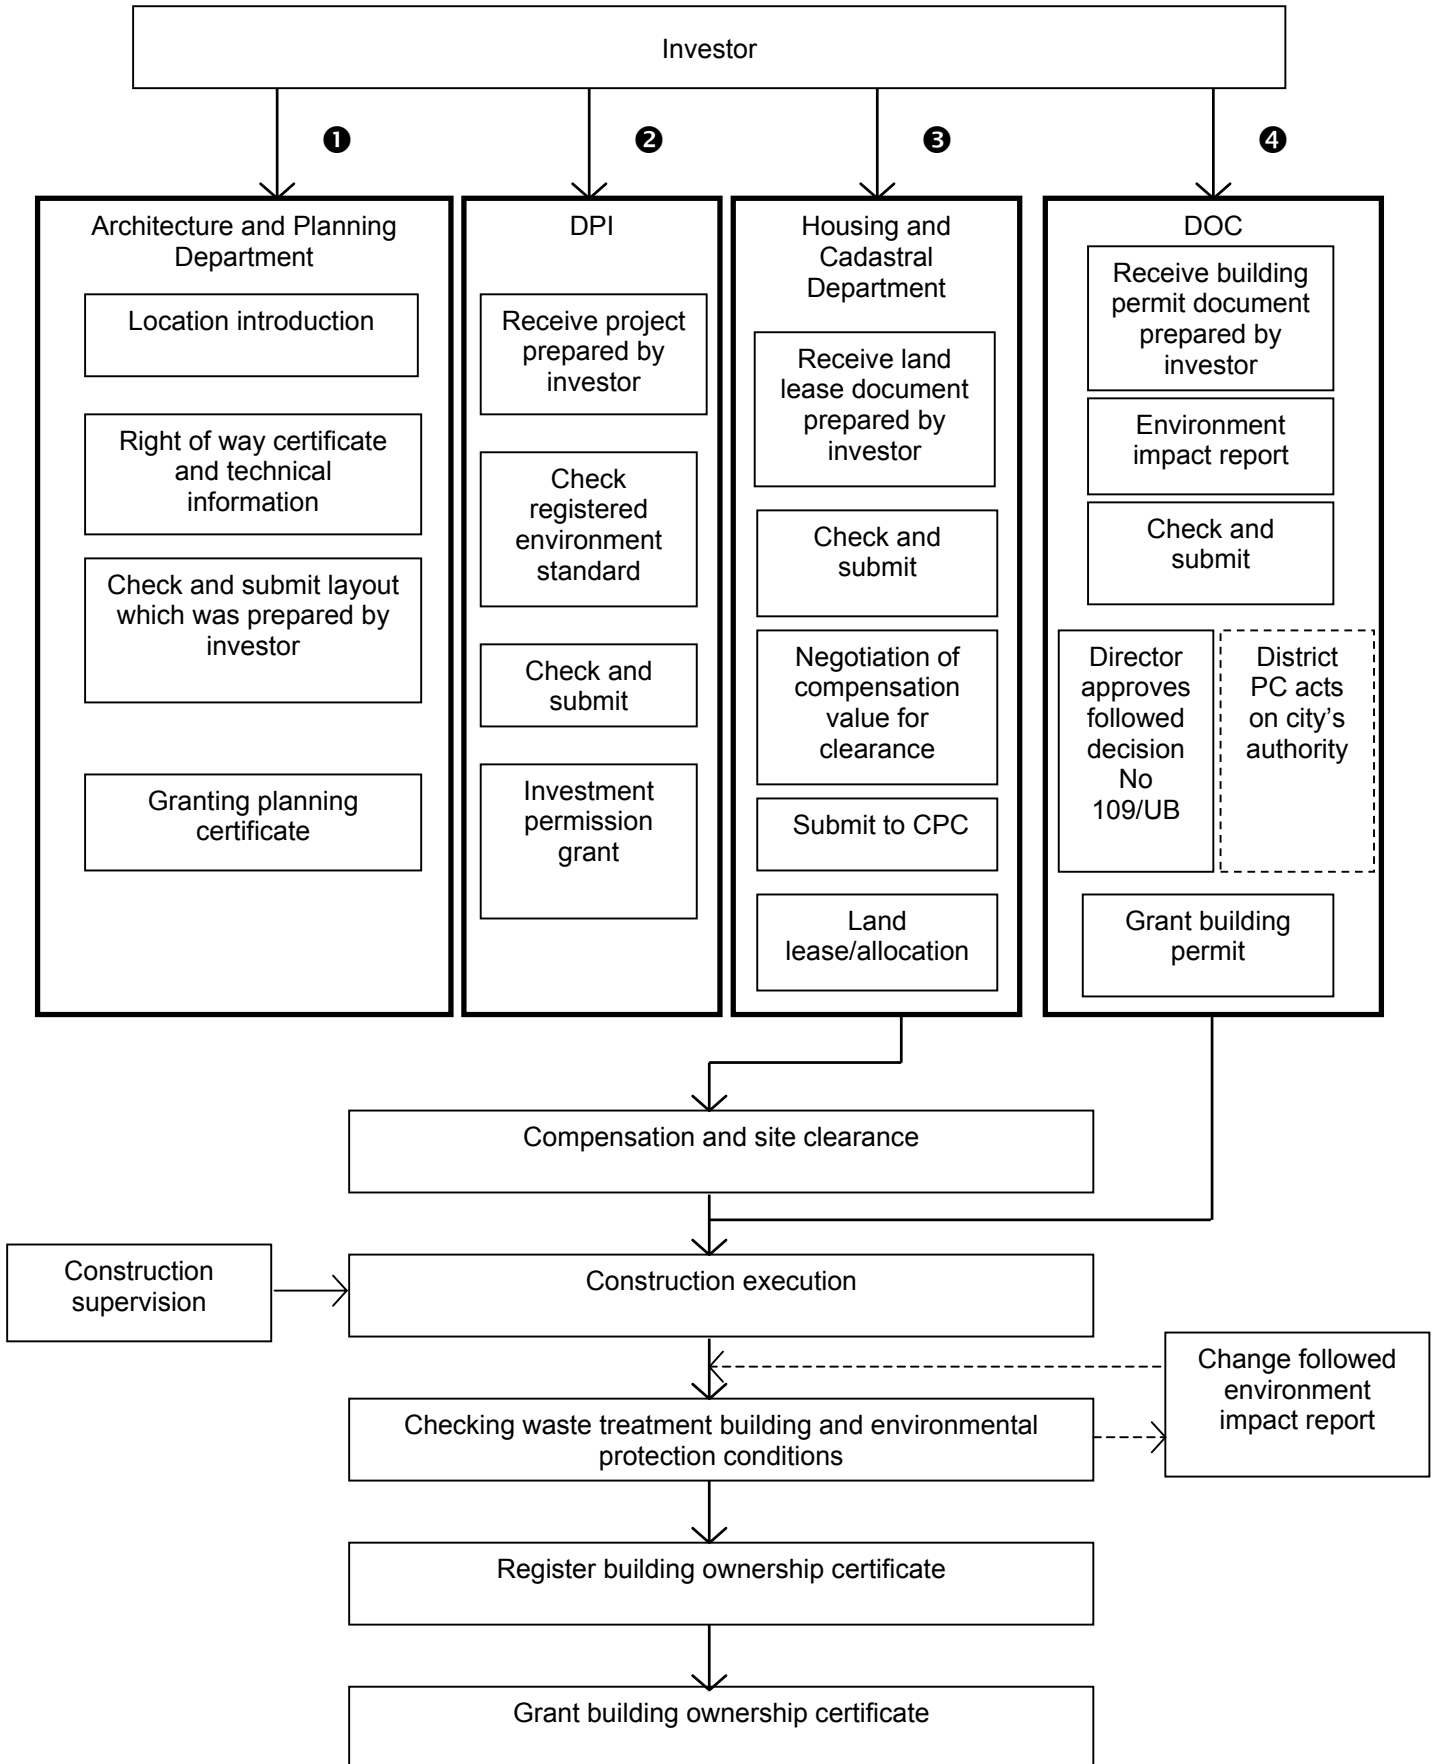 Investor
❶
❷
❸
❹
Architecture and Planning
Department
Location introduction
Right of way certificate
and technical
information
Check and submit layout
which was prepared by
investor
Granting planning
certificate
DPI
Receive project
prepared by
investor
Check
registered
environment
standard
Check and
submit
Investment
permission
grant
Housing and
Cadastral
Department
Receive land
lease document
prepared by
investor
Check and
submit
Negotiation of
compensation
value for
clearance
Submit to CPC
Land
lease/allocation
DOC
Receive building
permit document
prepared by
investor
Environment
impact report
Check and
submit
Director
approves
followed
decision
No
109/UB
District
PC acts
on city's
authority
Grant building
permit
Compensation and site clearance
Construction
supervision
Construction execution
Change followed
environment
impact report
Checking waste treatment building and environmental
protection conditions
Register building ownership certificate
Grant building ownership certificate